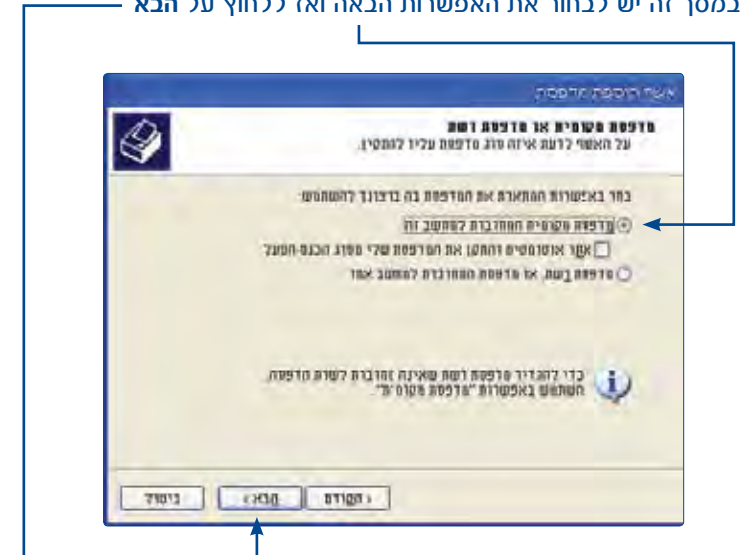 במסך זה יש לבחור את האפשרות הבאה ואז ללחוץ על הבא
אשף הוספת מדפסת
מדפסת מקומית או מדפסת רשת
על האשף לדעת איזה סוג מדפסת עליו להתקין.
בחר באפשרות המתארת את המדפסת בה ברצונך להשתמש:
מדפסת מקומית המחוברת למחשב זה
אתר אוטומטית והתקן את המדפסת שלי מסוג הכנס-הפעל
מדפסת רשת, או מדפסת המחוברת למחשב אחר
כדי להגדיר מדפסת רשת שאינה מחוברת לשרת הדפסה,
השתמש באפשרות "מדפסת מקומית".
< הקודם
הבא >
ביטול